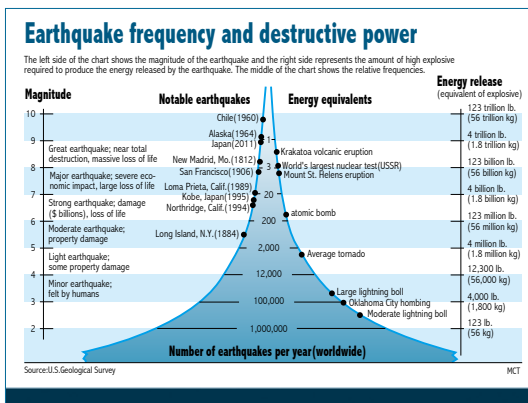 Earthquake frequency and destructive power
The left side of the chart shows the magnitude of the earthquake and the right side represents the amount of high explosive
required to produce the energy released by the earthquake. The middle of the chart shows the relative frequencies.
Magnitude
Notable earthquakes
Energy equivalents
Energy release
(equivalent of explosive)
10
Chile(1960)
123 trillion lb.
(56 trillion kg)
9
Great earthquake; near total
destruction, massive loss of life
Alaska(1964)
Japan(2011)
1
Krakatoa volcanic eruption
4 trillion lb.
(1.8 trillion kg)
8
Major earthquake; severe eco-
nomic impact, large loss of life
New Madrid, Mo.(1812)
San Francisco(1906)
3
World's largest nuclear test(USSR)
Mount St. Helens eruption
123 billion lb.
(56 billion kg)
7
Strong earthquake; damage
($ billions), loss of life
Loma Prieta, Calif.(1989)
Kobe, Japan(1995)
Northridge, Calif.(1994)
20
4 billion lb.
(1.8 billion kg)
6
Moderate earthquake;
property damage
Long Island, N.Y.(1884)
200
atomic bomb
123 million lb.
(56 million kg)
5
Light earthquake;
some property damage
2,000
Average tornado
4 million lb.
(1.8 million kg)
4
Minor earthquake;
felt by humans
12,000
12,300 lb.
(56,000 kg)
3
100,000
Large lightning boll
Oklahoma City hombing
Moderate lightning boll
4,000 lb.
(1,800 kg)
2
1,000,000
123 lb.
(56 kg)
Number of earthquakes per year(worldwide)
Source:U.S.Geological Survey
MCT